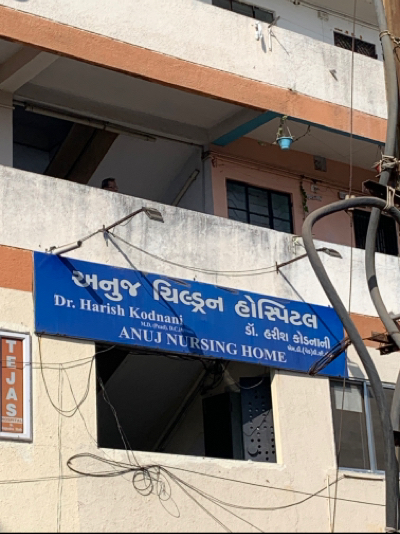 અનુજ ચિલ્ડ્રન હોસ્પિટલ
Dr. Harish Kodnani
ડૉ. હરીશ કોડનાની
ANUJ NURSING HOME
TEJAS